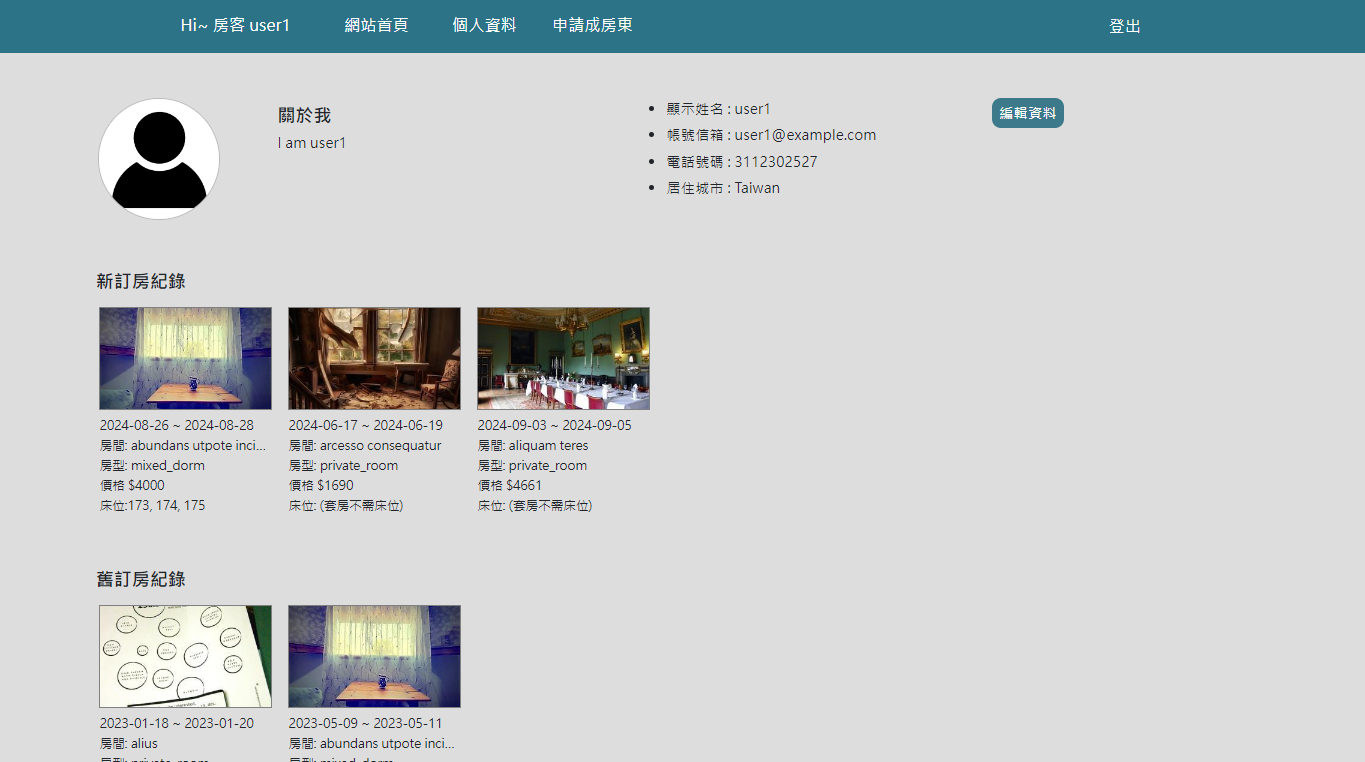 Hi~ 房客 user1 網站首頁 個人資料 申請成房東 登出
關於我
I am user1
顯示姓名 : user1
帳號信箱 : user1@example.com
電話號碼 : 3112302527
居住城市 : Taiwan
編輯資料
新訂房紀錄
2024-08-26 ~ 2024-08-28
房間: abundans utpote inci...
房型: mixed_dorm
價格 $4000
床位:173, 174, 175
2024-06-17 ~ 2024-06-19
房間: arcesso consequatur
房型: private_room
價格 $1690
床位: (套房不需床位)
2024-09-03 ~ 2024-09-05
房間: aliquam teres
房型: private_room
價格 $4661
床位: (套房不需床位)
舊訂房紀錄
2023-01-18 ~ 2023-01-20
房間: alius
房型: private_room
2023-05-09 ~ 2023-05-11
房間: abundans utpote inci...
房型: mixed_dorm